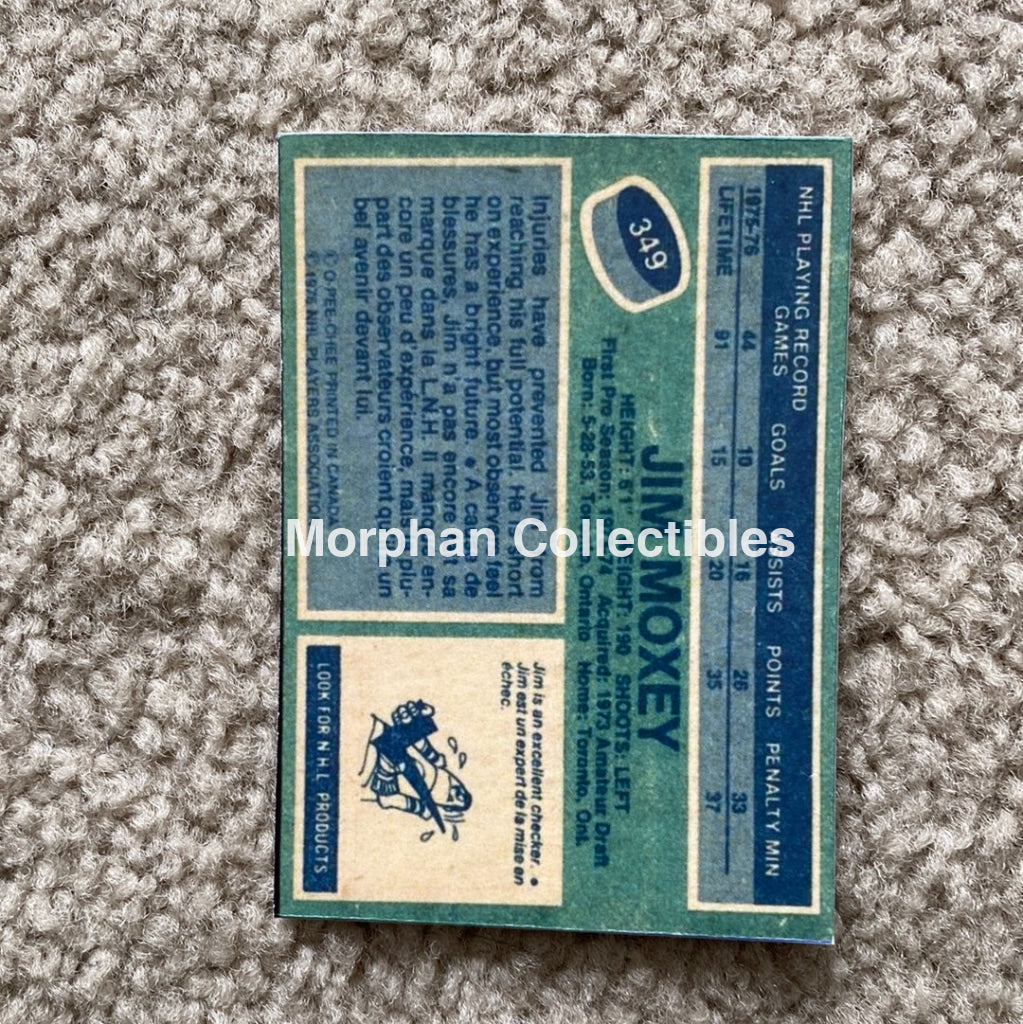 NHL PLAYING RECORD
GAMES GOALS ASSISTS POINTS PENALTY MIN
1975-76 44 10 16 26 33
LIFETIME 91 15 20 35 37
349
JIM MOXEY
HEIGHT: 6'1" WEIGHT: 190 SHOOTS: LEFT
First Pro Season: 1974 Acquired: 1973 Amateur Draft
Born: 5-28-53. Toronto, Ontario Home: Toronto, Ont.
Injuries have prevented Jim from
reaching his full potential. He is short
on experience, but most observers feel
he has a bright future. • A cause de
blessures, Jim n'a pas encore fait sa
marque dans la L.N.H. Il manque en-
core un peu d'expérience, mais la plu-
part des observateurs croient qu'un
bel avenir devant lui.
© O-PEE-CHEE PRINTED IN CANADA
© 1976 NHL PLAYERS ASSOCIATION
Jim is an excellent checker. •
Jim est un expert de la mise en
échec.
LOOK FOR N H L PRODUCTS
Morphan Collectibles